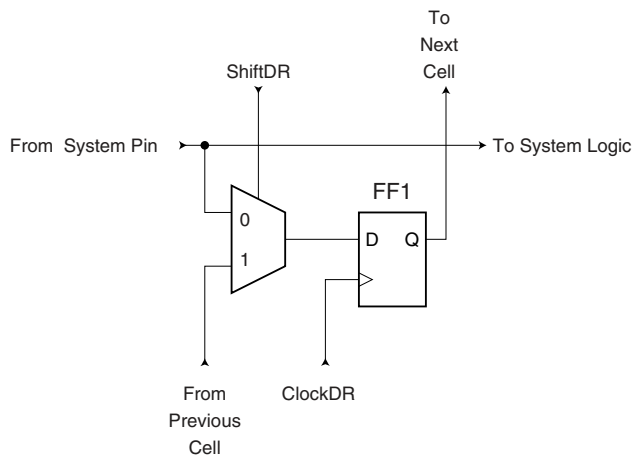 To
Next
Cell
ShiftDR
From System Pin
To System Logic
FF1
0
D Q
1
From
Previous
Cell
ClockDR